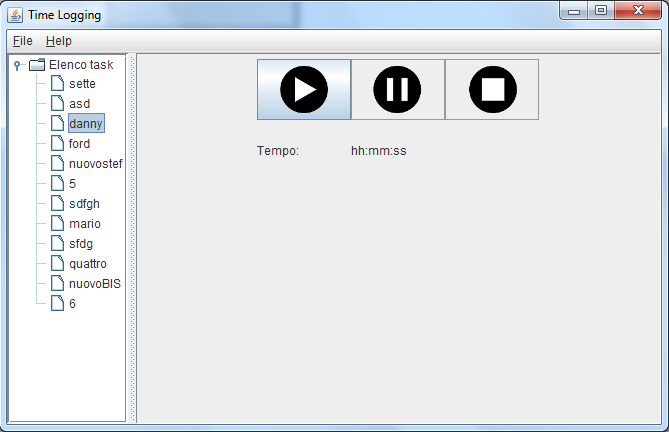 Time Logging
File Help
Elenco task
sette
asd
danny
ford
nuovostef
5
sdfgh
mario
sfdg
quattro
nuovoBIS
6
Tempo: hh:mm:ss